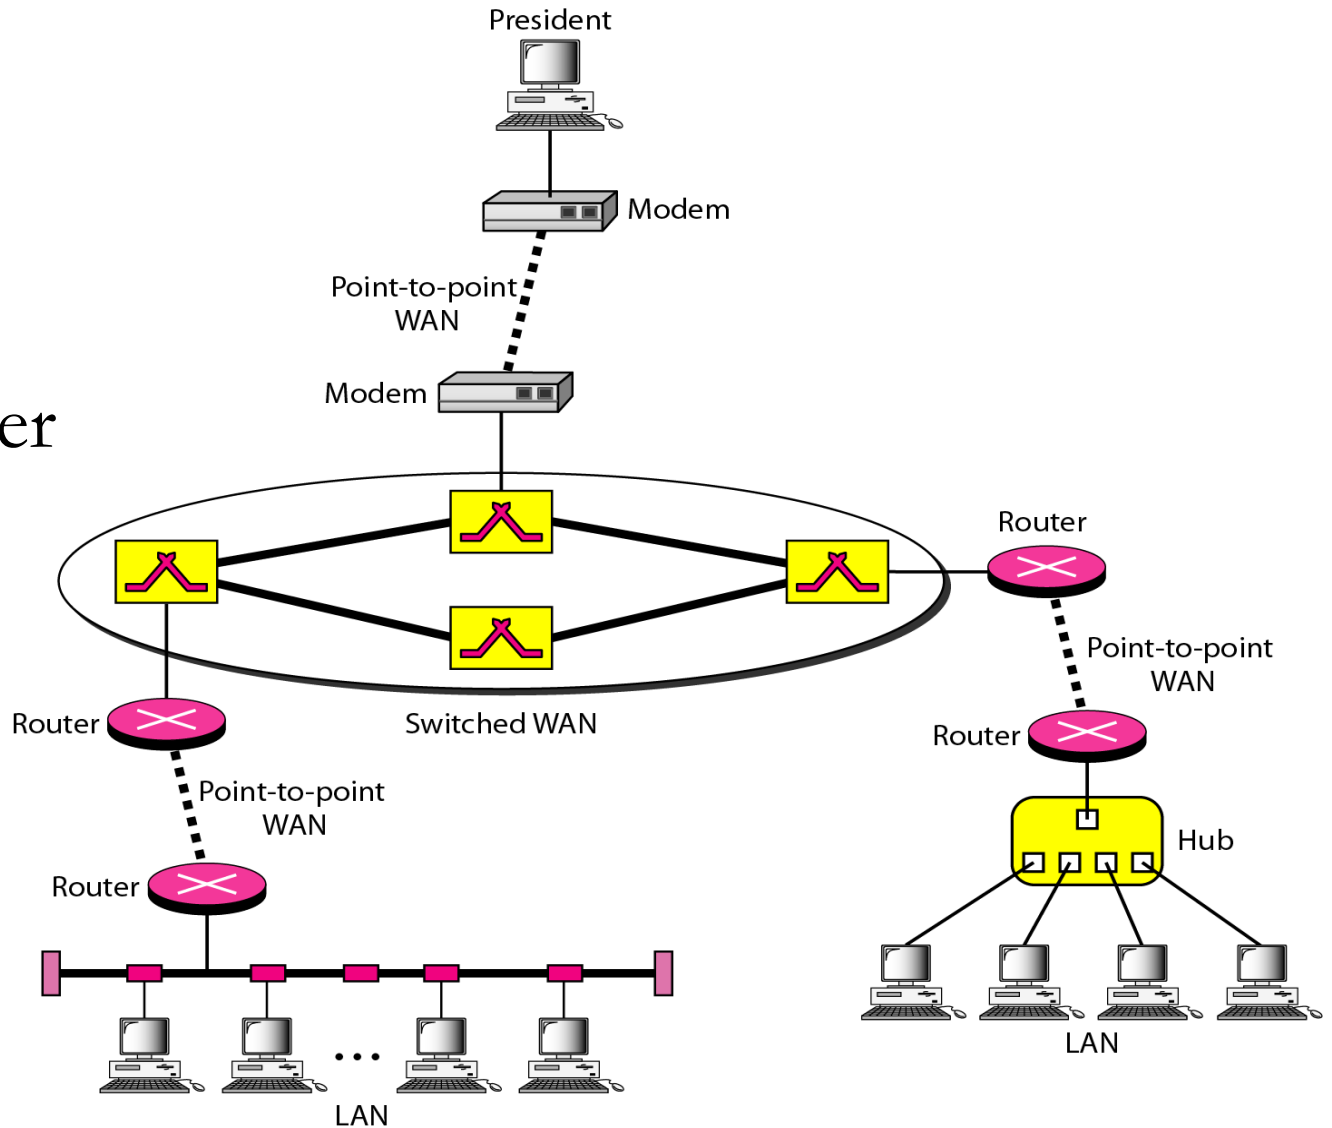 President
Modem
Point-to-point
WAN
Modem
er
Router
Point-to-point
WAN
Router
Switched WAN
Router
Point-to-point
WAN
Hub
Router
LAN
LAN